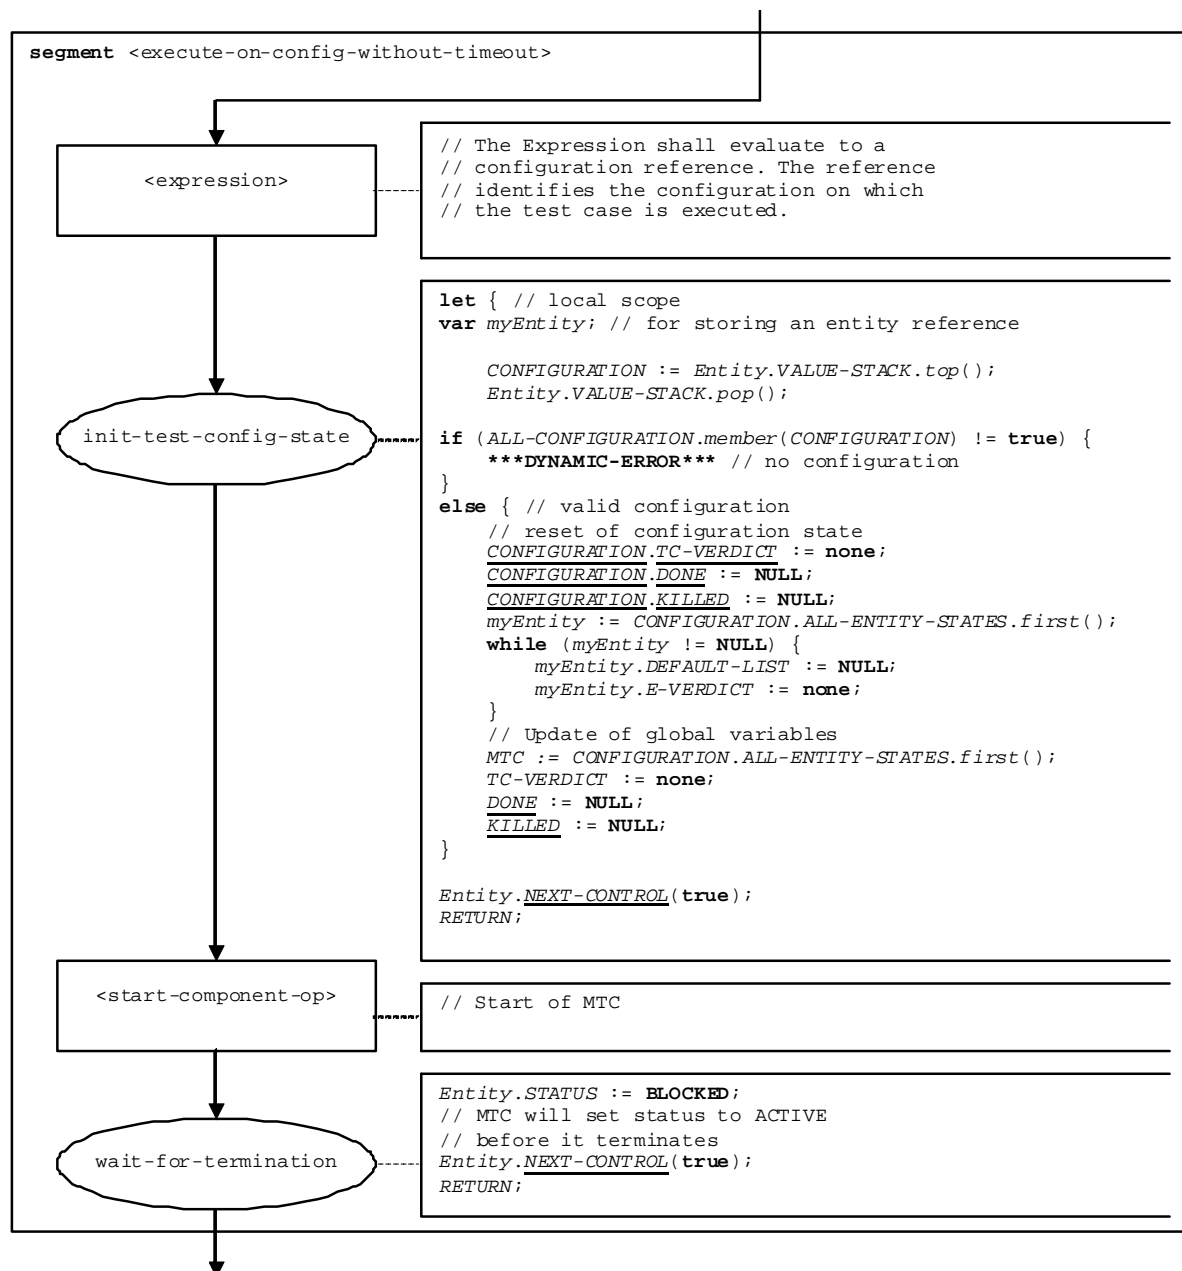 segment <execute-on-config-without-timeout>
<expression>
// The Expression shall evaluate to a
// configuration reference. The reference
// identifies the configuration on which
// the test case is executed.
init-test-config-state
let { // local scope
var myEntity; // for storing an entity reference
CONFIGURATION := Entity.VALUE-STACK.top();
Entity.VALUE-STACK.pop();
if (ALL-CONFIGURATION.member(CONFIGURATION) != true) {
***DYNAMIC-ERROR*** // no configuration
}
else { // valid configuration
// reset of configuration state
CONFIGURATION.TC-VERDICT := none;
CONFIGURATION.DONE := NULL;
CONFIGURATION.KILLED := NULL;
myEntity := CONFIGURATION.ALL-ENTITY-STATES.first();
while (myEntity != NULL) {
myEntity.DEFAULT-LIST := NULL;
myEntity.E-VERDICT := none;
}
// Update of global variables
MTC := CONFIGURATION.ALL-ENTITY-STATES.first();
TC-VERDICT := none;
DONE := NULL;
KILLED := NULL;
}
Entity.NEXT-CONTROL(true);
RETURN;
<start-component-op>
// Start of MTC
wait-for-termination
Entity.STATUS := BLOCKED;
// MTC will set status to ACTIVE
// before it terminates
Entity.NEXT-CONTROL(true);
RETURN;